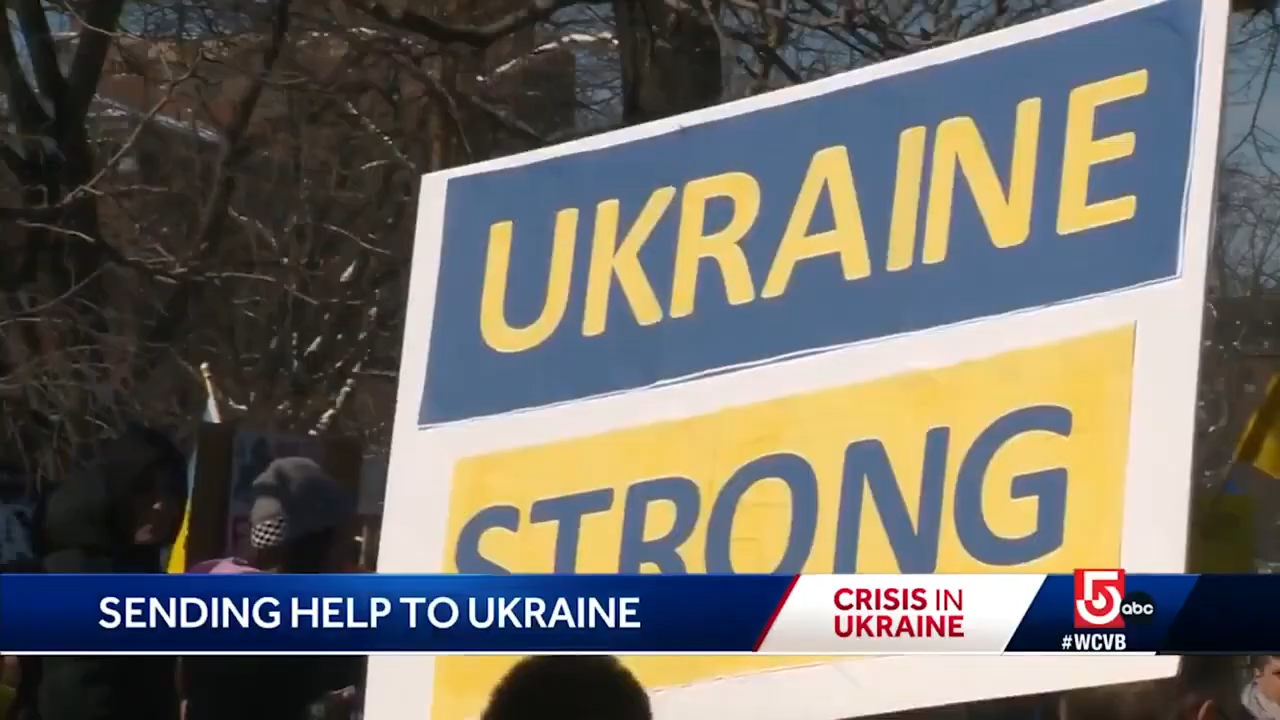 UKRAINE
STRONG
SENDING HELP TO UKRAINE
CRISIS IN
UKRAINE
5 abc
#WCVB